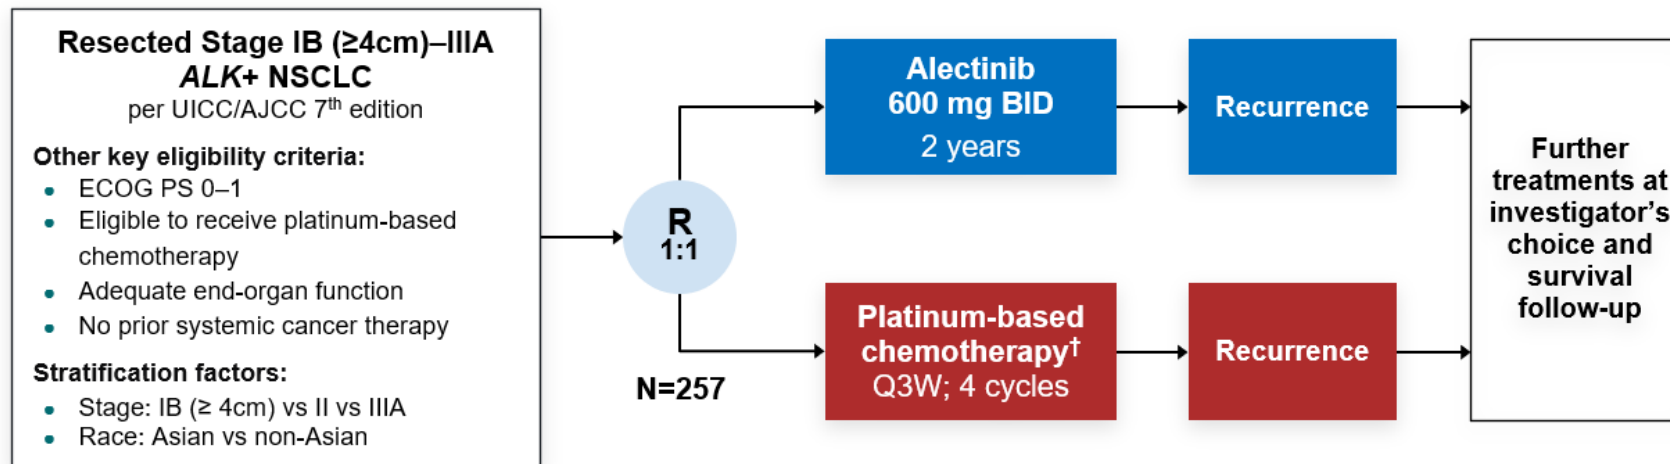 Resected Stage IB (≥4cm)–IIIA
ALK+ NSCLC
per UICC/AJCC 7th edition
Other key eligibility criteria:
• ECOG PS 0–1
• Eligible to receive platinum-based
chemotherapy
• Adequate end-organ function
• No prior systemic cancer therapy
Stratification factors:
• Stage: IB (≥ 4cm) vs II vs IIIA
• Race: Asian vs non-Asian
R
1:1
N=257
Alectinib
600 mg BID
2 years
Recurrence
Platinum-based
chemotherapy†
Q3W; 4 cycles
Recurrence
Further
treatments at
investigator’s
choice and
survival
follow-up